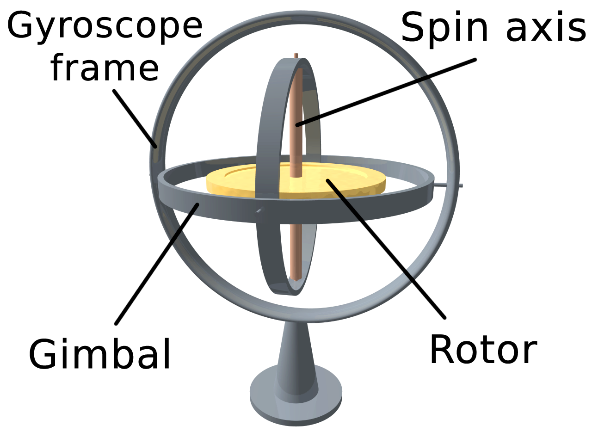 Gyroscope
frame
Spin axis
Gimbal
Rotor